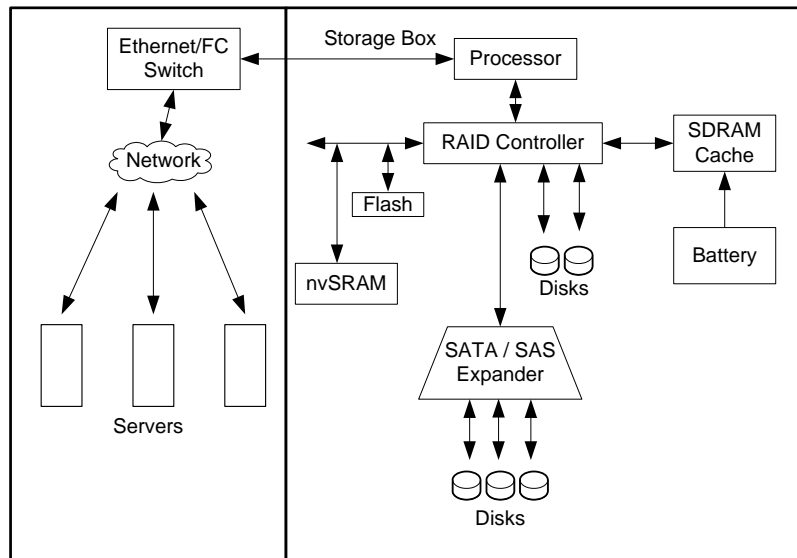 Ethernet/FC
Switch
Storage Box
Processor
Network
RAID Controller
SDRAM
Cache
Flash
nvSRAM
Disks
Battery
SATA / SAS
Expander
Servers
Disks